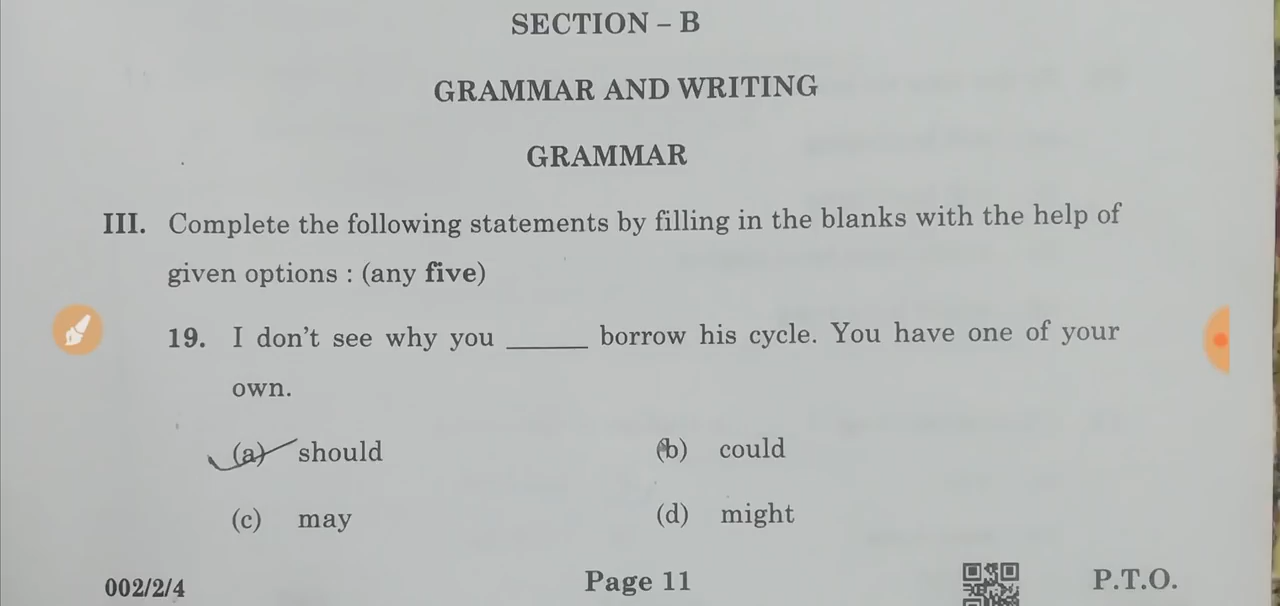 SECTION – B
GRAMMAR AND WRITING
GRAMMAR
III. Complete the following statements by filling in the blanks with the help of
given options : (any five)
19. I don't see why you _____ borrow his cycle. You have one of your
own.
(a) should (b) could
(c) may (d) might
002/2/4 Page 11 P.T.O.